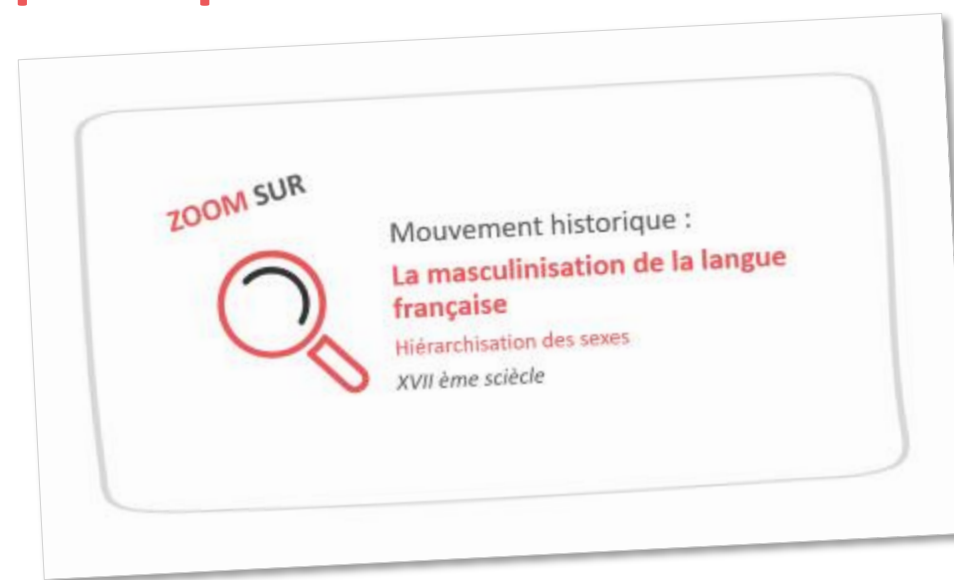 ZOOM SUR
Mouvement historique :
La masculinisation de la langue
française
Hiérarchisation des sexes
XVII ème sciècle